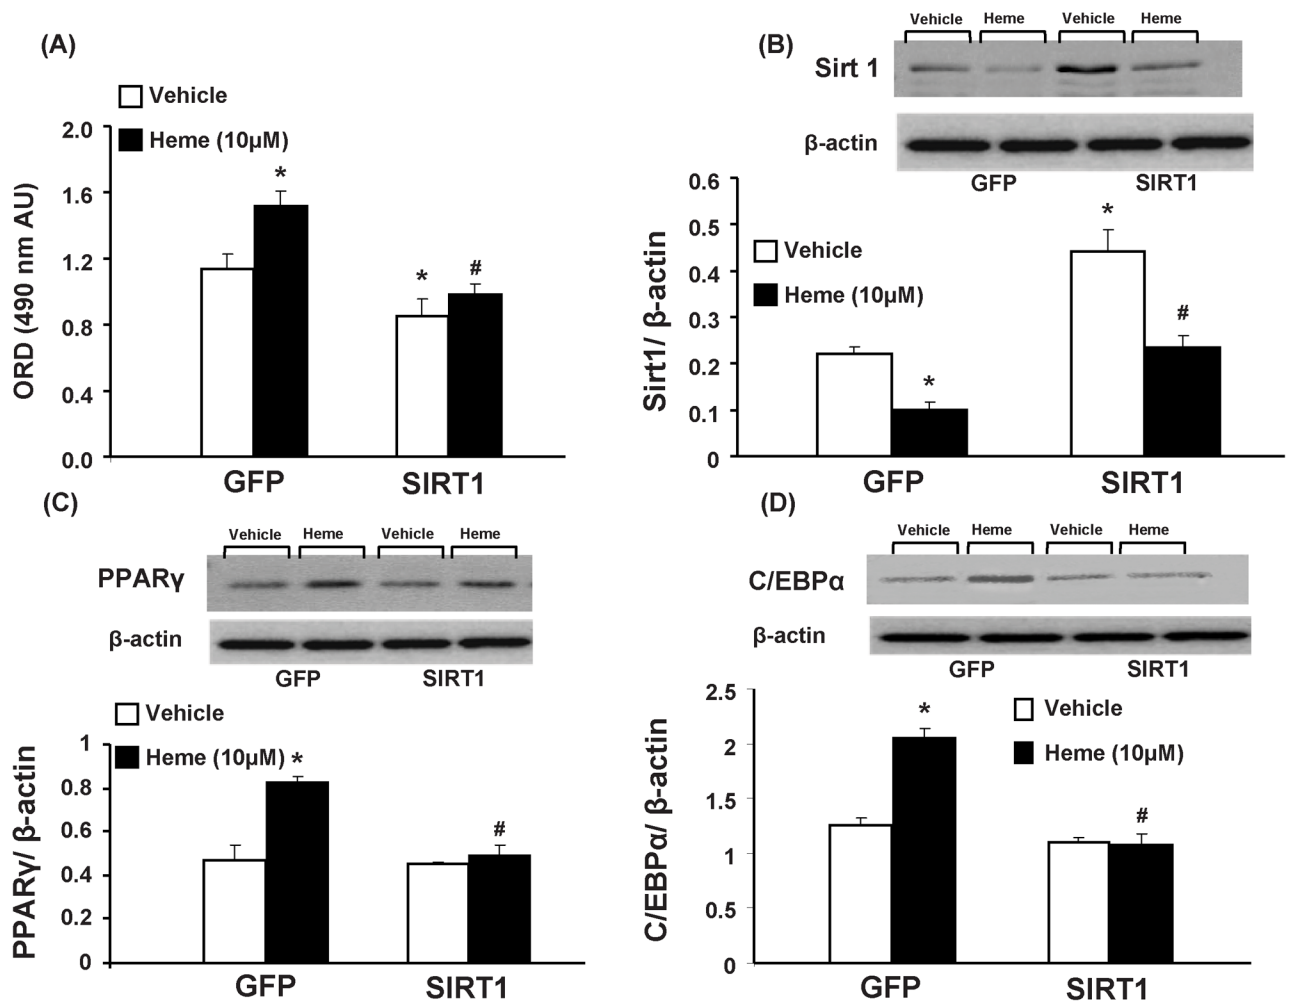 (A)
Vehicle
Heme (10µM)
ORD (490 nm AU)
2.0
1.6
1.2
0.8
0.4
0.0
*
*
#
GFP SIRT1
(B)
Vehicle Heme Vehicle Heme
Sirt 1
β-actin
GFP SIRT1
Sirt1/ β-actin
0.6
0.5
0.4
0.3
0.2
0.1
0
Vehicle
Heme (10µM)
*
*
#
GFP SIRT1
(C)
Vehicle Heme Vehicle Heme
PPARγ
β-actin
GFP SIRT1
Vehicle
Heme (10µM)
PPARγ/ β-actin
1
0.8
0.6
0.4
0.2
0
*
#
GFP SIRT1
(D)
Vehicle Heme Vehicle Heme
C/EBPα
β-actin
GFP SIRT1
C/EBPα/ β-actin
2.5
2
1.5
1
0.5
0
Vehicle
Heme (10µM)
*
#
GFP SIRT1